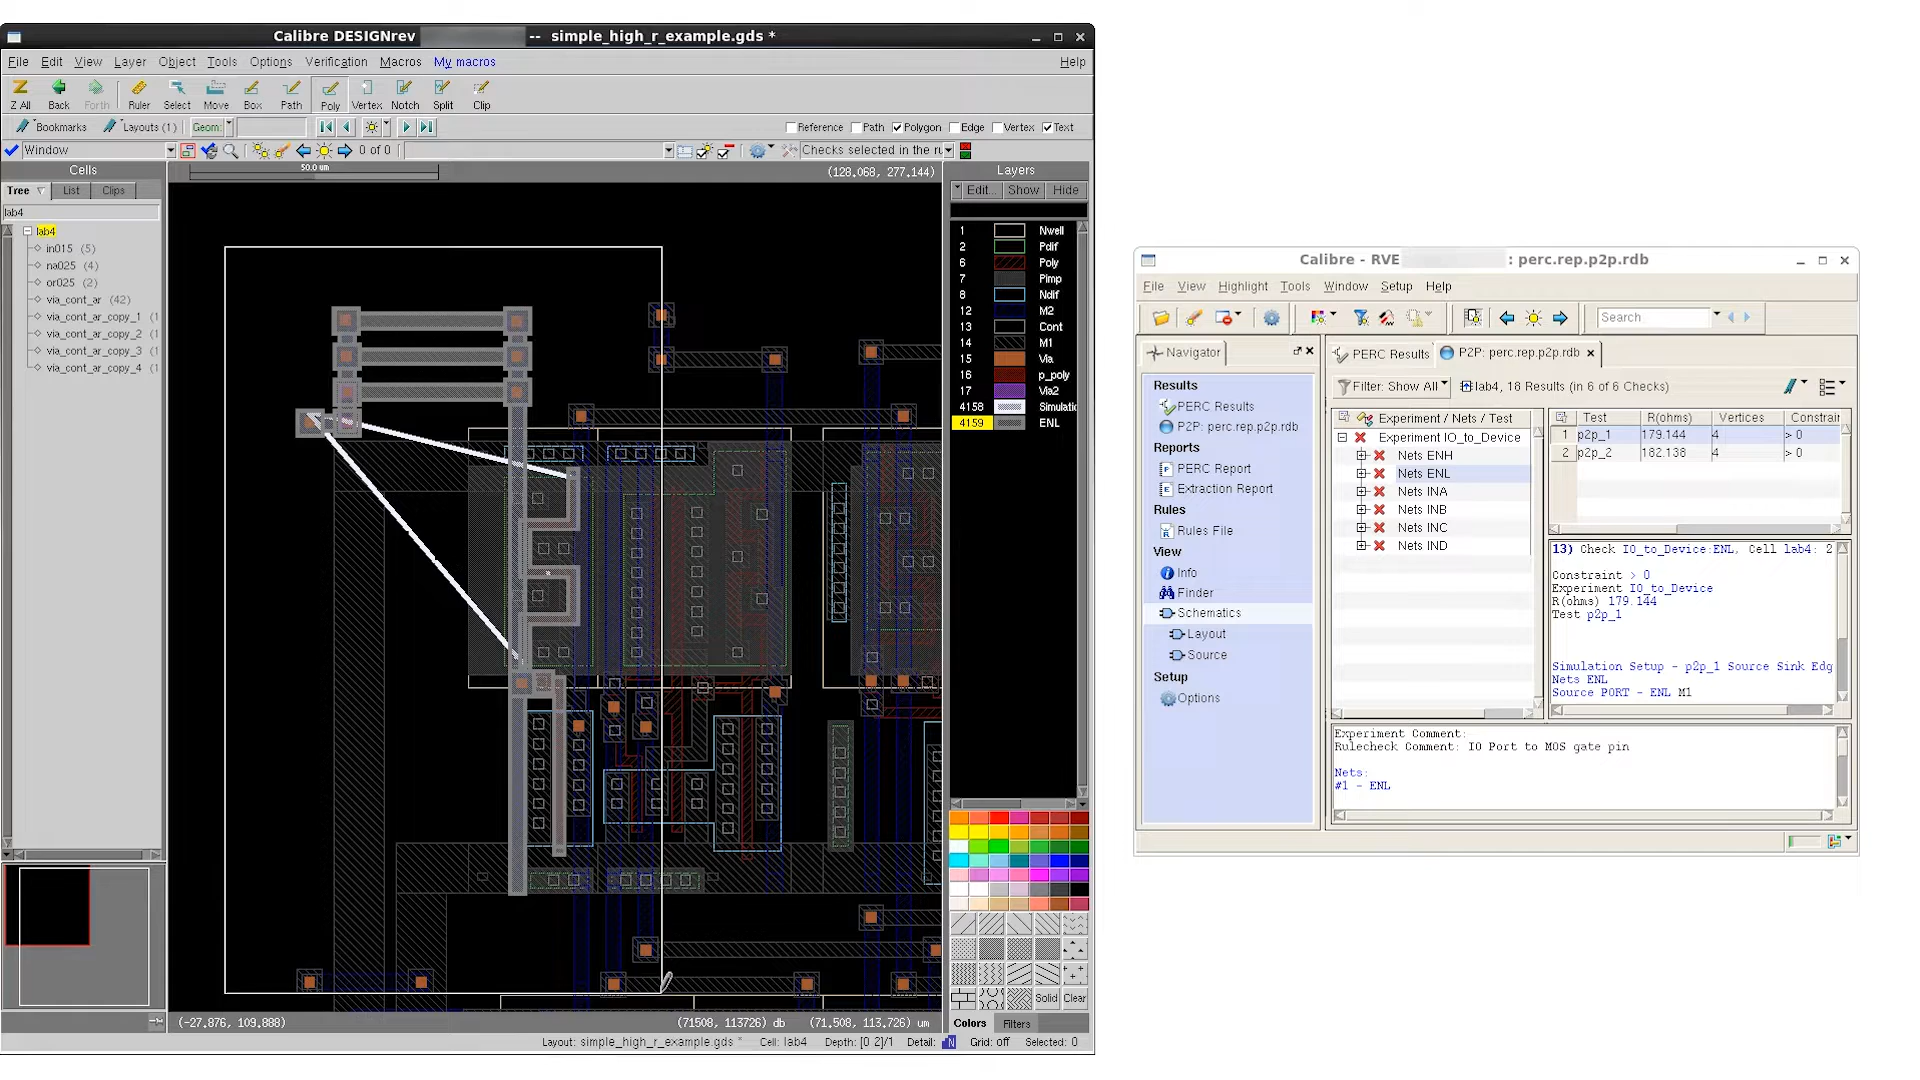 Calibre DESIGNrev -- simple_high_r_example.gds *
File Edit View Layer Object Tools Options Verification Macros My macros Help
Z All Back Forth Ruler Select Move Box Path Poly Vertex Notch Split Clip
Bookmarks Layouts (1) Geom: Reference Path Polygon Edge Vertex Text
Window 0 of 0 Checks selected in the ru
Cells
Tree List Clips
lab4
lab4
in015 (5)
na025 (4)
or025 (2)
via_cont_ar (42)
via_cont_ar_copy_1 (1
via_cont_ar_copy_2 (1
via_cont_ar_copy_3 (1
via_cont_ar_copy_4 (1
50.0 um
(128.068, 277.144)
Layers
Edit... Show Hide
1 Nwell
2 Pdif
6 Poly
7 Pimp
8 Ndif
12 M2
13 Cont
14 M1
15 Via
16 p_poly
17 Via2
4158 Simulatio
4159 ENL
Solid Clear
Colors Filters
(-27.876, 109.888) (71508, 113726) db (71.508, 113.726) um
Layout: simple_high_r_example.gds * Cell: lab4 Depth: [0 2]/1 Detail: Grid: off Selected: 0
Calibre - RVE : perc.rep.p2p.rdb
File View Highlight Tools Window Setup Help
Search
Navigator
Results
PERC Results
P2P: perc.rep.p2p.rdb
Reports
PERC Report
Extraction Report
Rules
Rules File
View
Info
Finder
Schematics
Layout
Source
Setup
Options
PERC Results P2P: perc.rep.p2p.rdb
Filter: Show All lab4, 18 Results (in 6 of 6 Checks)
Experiment / Nets / Test
Experiment IO_to_Device
Nets ENH
Nets ENL
Nets INA
Nets INB
Nets INC
Nets IND
Test R(ohms) Vertices Constrain
1 p2p_1 179.144 4 > 0
2 p2p_2 182.138 4 > 0
13) Check IO_to_Device:ENL, Cell lab4: 2
Constraint > 0
Experiment IO_to_Device
R(ohms) 179.144
Test p2p_1
Simulation Setup - p2p_1 Source Sink Edg
Nets ENL
Source PORT - ENL M1
Experiment Comment:
Rulecheck Comment: IO Port to MOS gate pin
Nets:
#1 - ENL